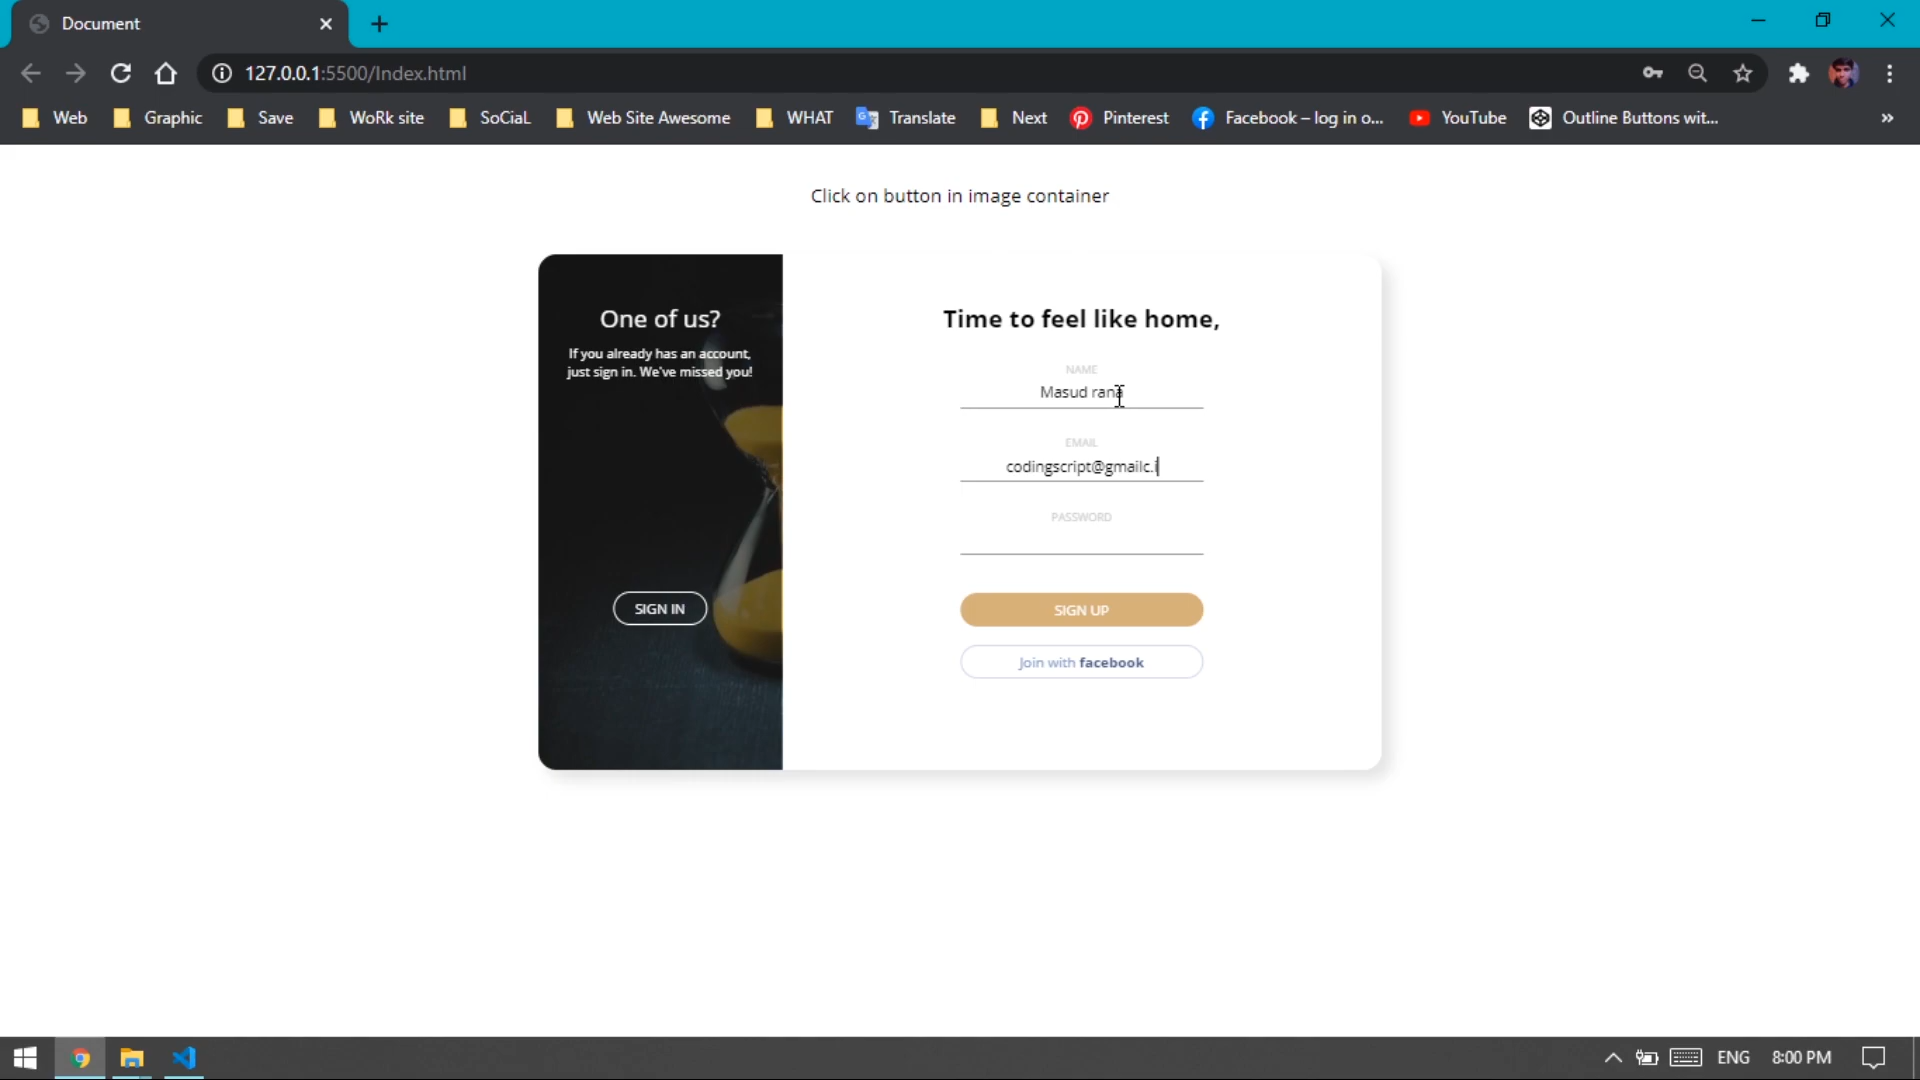 Document
127.0.0.1:5500/Index.html
Web Graphic Save WoRk site SoCiaL Web Site Awesome WHAT Translate Next Pinterest Facebook – log in o... YouTube Outline Buttons wit... »
Click on button in image container
One of us?
If you already has an account,
just sign in. We've missed you!
SIGN IN
Time to feel like home,
NAME
Masud rana
EMAIL
codingscript@gmailc.i
PASSWORD
SIGN UP
Join with facebook
ENG 8:00 PM